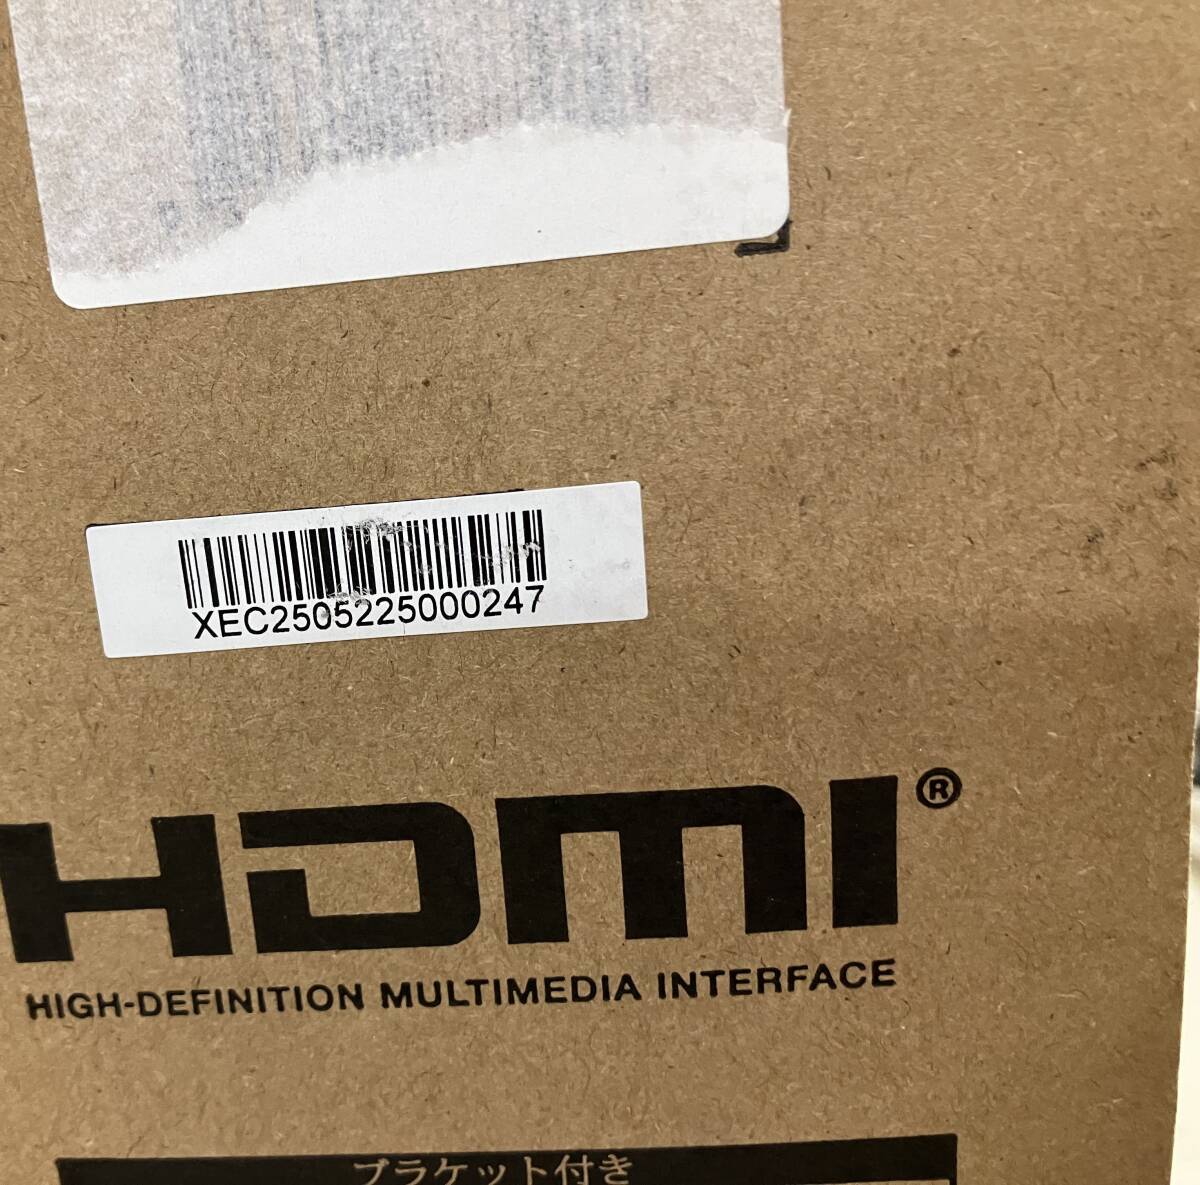 XEC2505225000247
HDMI®
HIGH-DEFINITION MULTIMEDIA INTERFACE
ブラケット付き